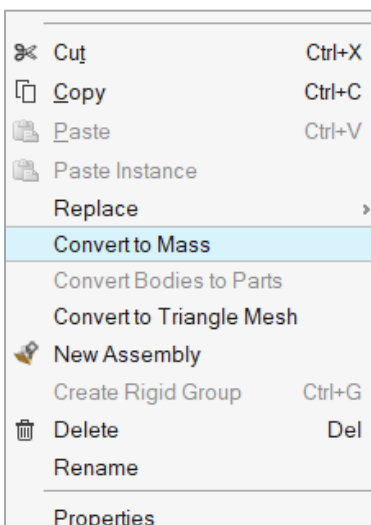 Cut Ctrl+X
Copy Ctrl+C
Paste Ctrl+V
Paste Instance
Replace
Convert to Mass
Convert Bodies to Parts
Convert to Triangle Mesh
New Assembly
Create Rigid Group Ctrl+G
Delete Del
Rename
Properties